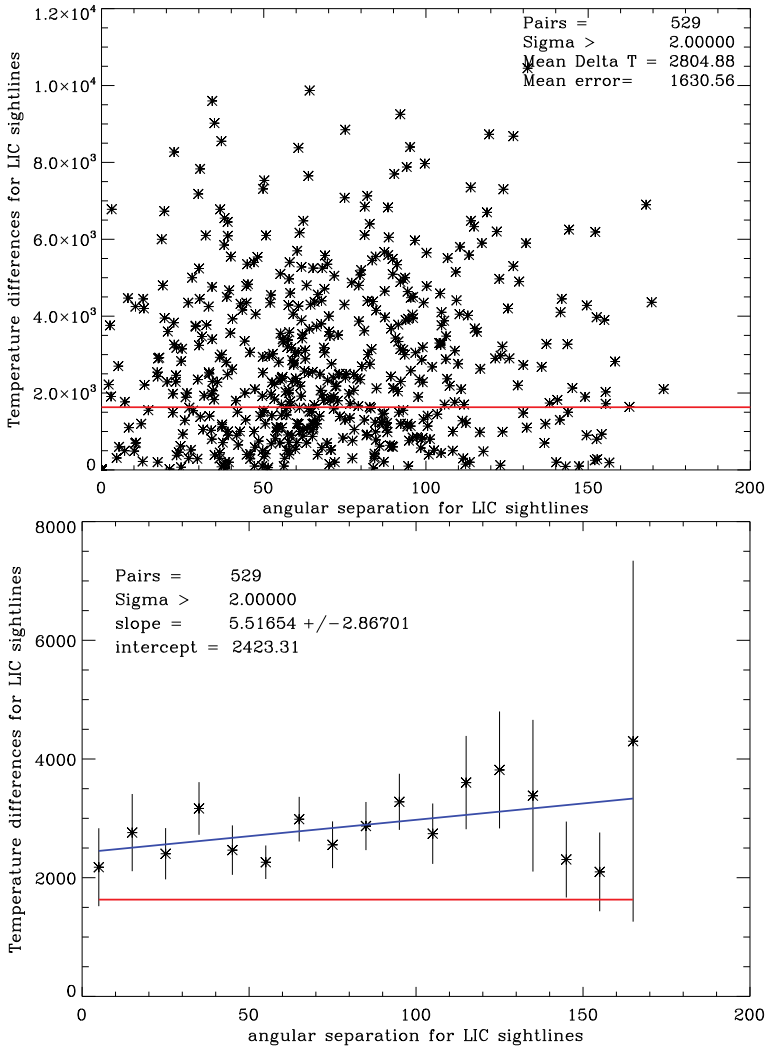 1.2×10⁴
1.0×10⁴
8.0×10³
6.0×10³
4.0×10³
2.0×10³
0
Temperature differences for LIC sightlines
Pairs = 529
Sigma > 2.00000
Mean Delta T = 2804.88
Mean error= 1630.56
0 50 100 150 200
angular separation for LIC sightlines
8000
6000
4000
2000
0
Temperature differences for LIC sightlines
Pairs = 529
Sigma > 2.00000
slope = 5.51654 +/-2.86701
intercept = 2423.31
0 50 100 150 200
angular separation for LIC sightlines